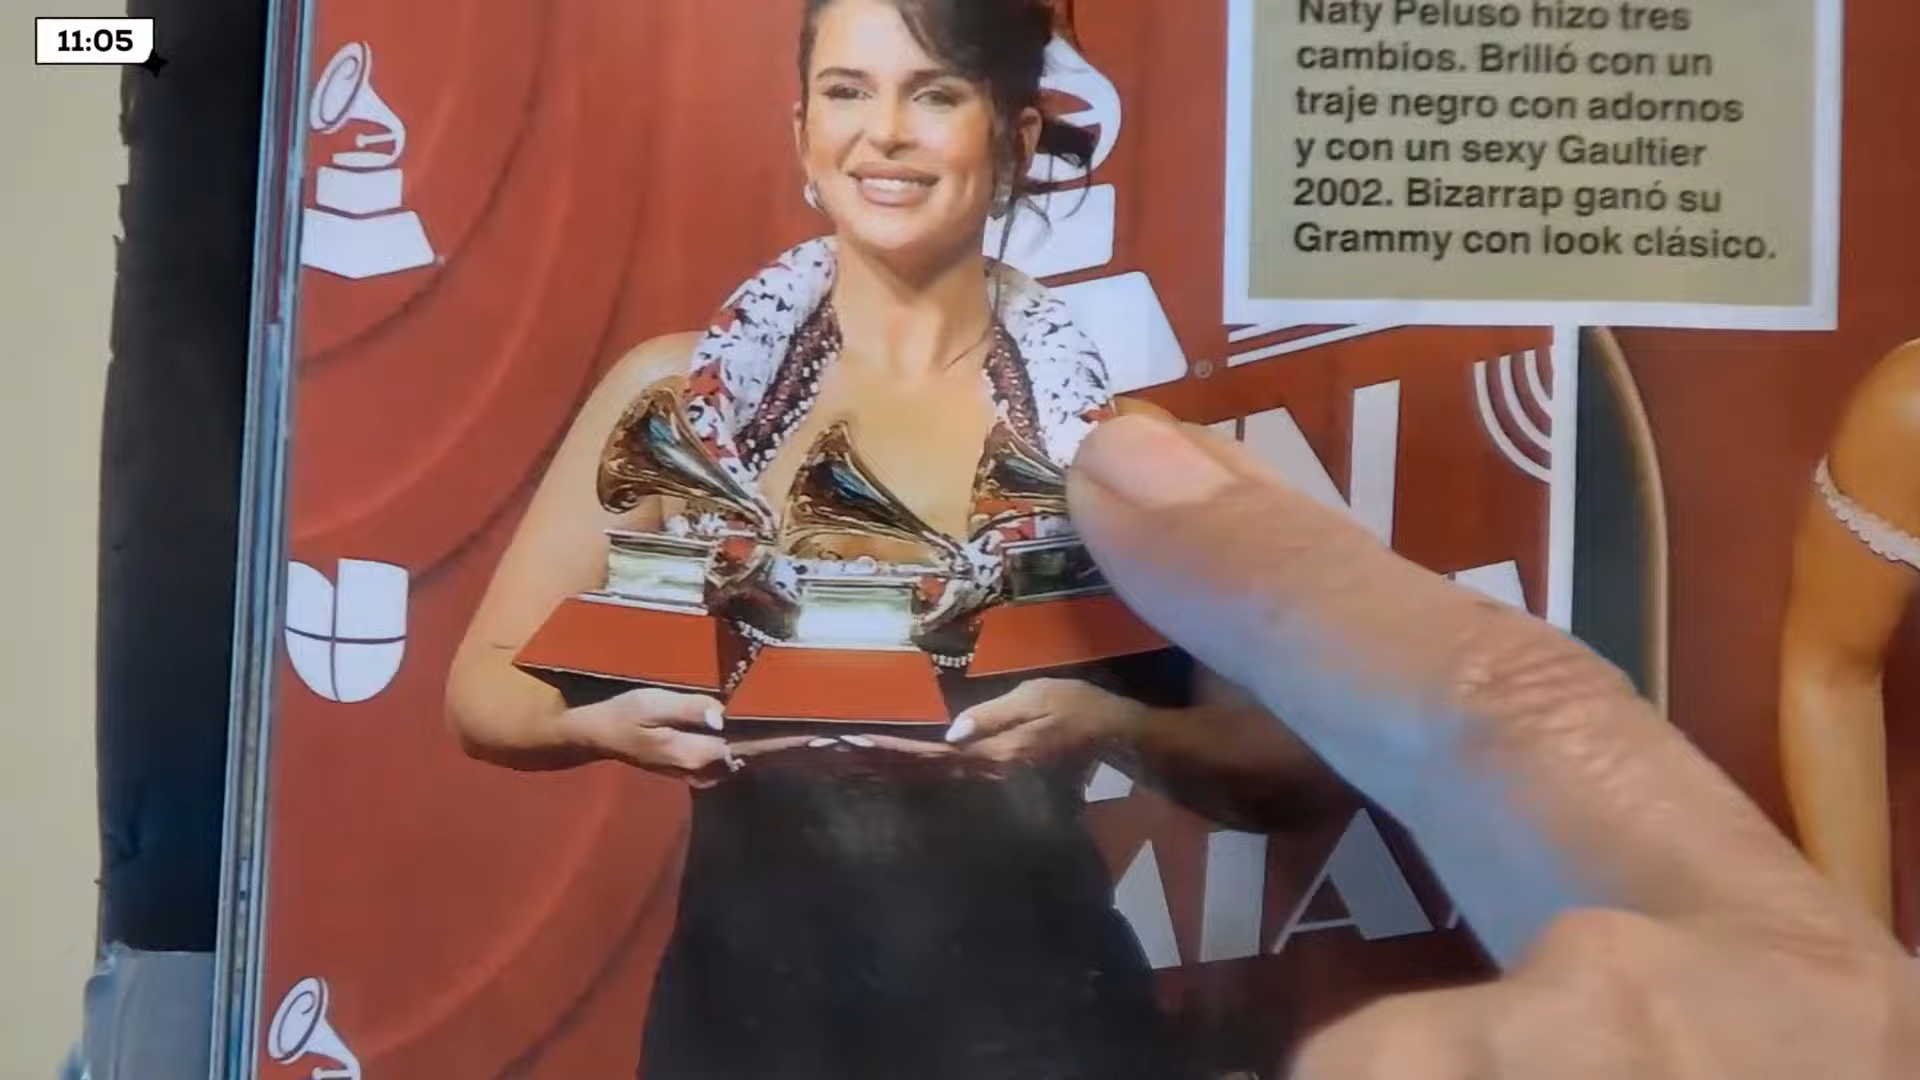 11:05
Naty Peluso hizo tres
cambios. Brilló con un
traje negro con adornos
y con un sexy Gaultier
2002. Bizarrap ganó su
Grammy con look clásico.